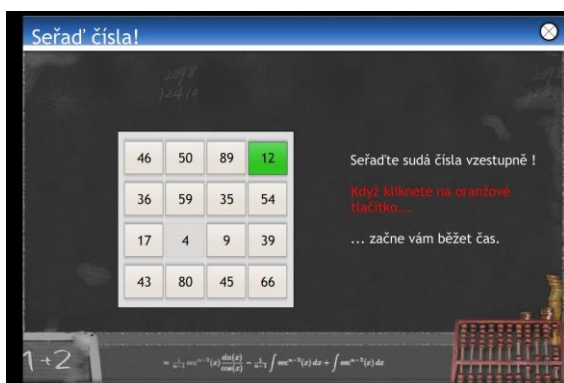 Seřaď čísla!
46 50 89 12
36 59 35 54
17 4 9 39
43 80 45 66
Seřaďte sudá čísla vzestupně !
Když kliknete na oranžové
tlačítko...
... začne vám běžet čas.
1+2